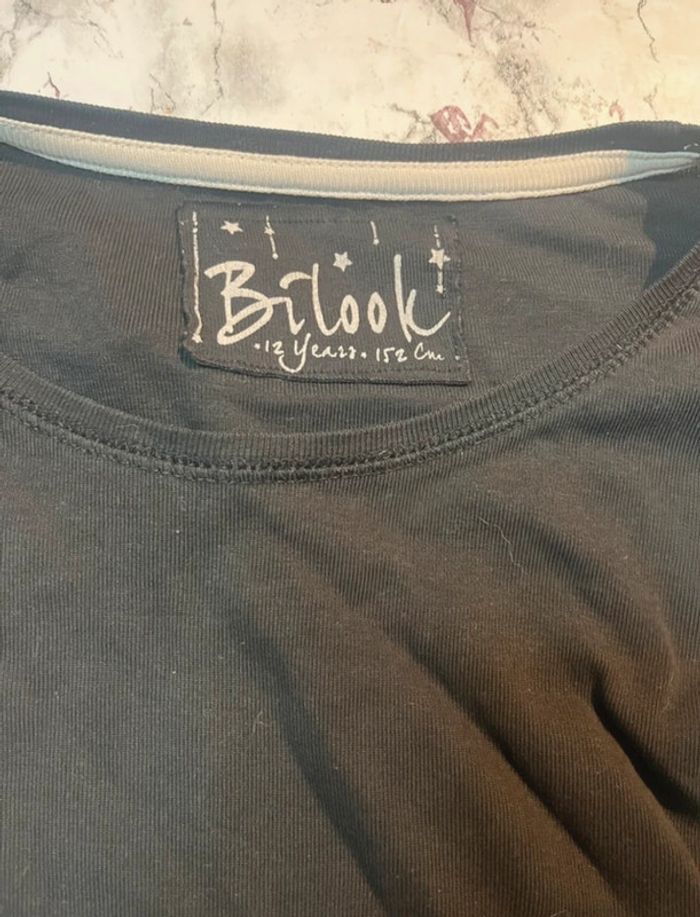 Bilook
. 12 Years. 152 Cm .